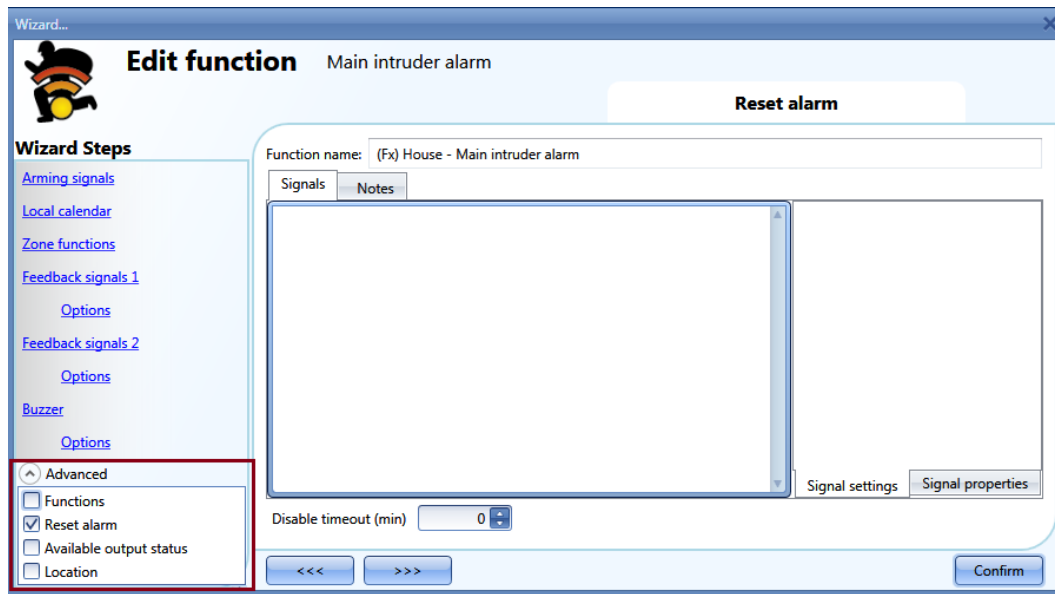 Wizard...
Edit function Main intruder alarm
Reset alarm
Wizard Steps
Arming signals
Local calendar
Zone functions
Feedback signals 1
Options
Feedback signals 2
Options
Buzzer
Options
Advanced
Functions
Reset alarm
Available output status
Location
Function name: (Fx) House - Main intruder alarm
Signals Notes
Signal settings Signal properties
Disable timeout (min) 0
<<< >>> Confirm